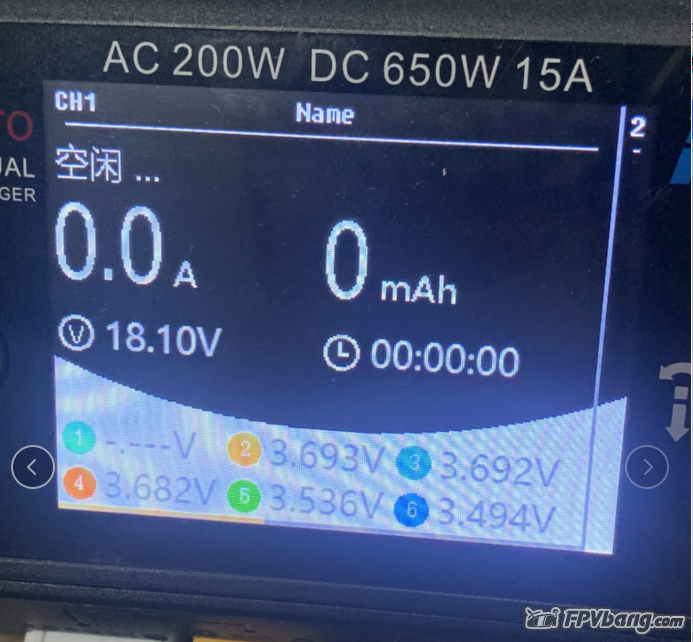 AC 200W DC 650W 15A
CH1
Name
2
-
TO
UAL
GER
空闲 ...
0.0 A
0 mAh
V 18.10V
00:00:00
1 -.---V 2 3.693V 3 3.692V
4 3.682V 5 3.536V 6 3.494V
FPVbang.com